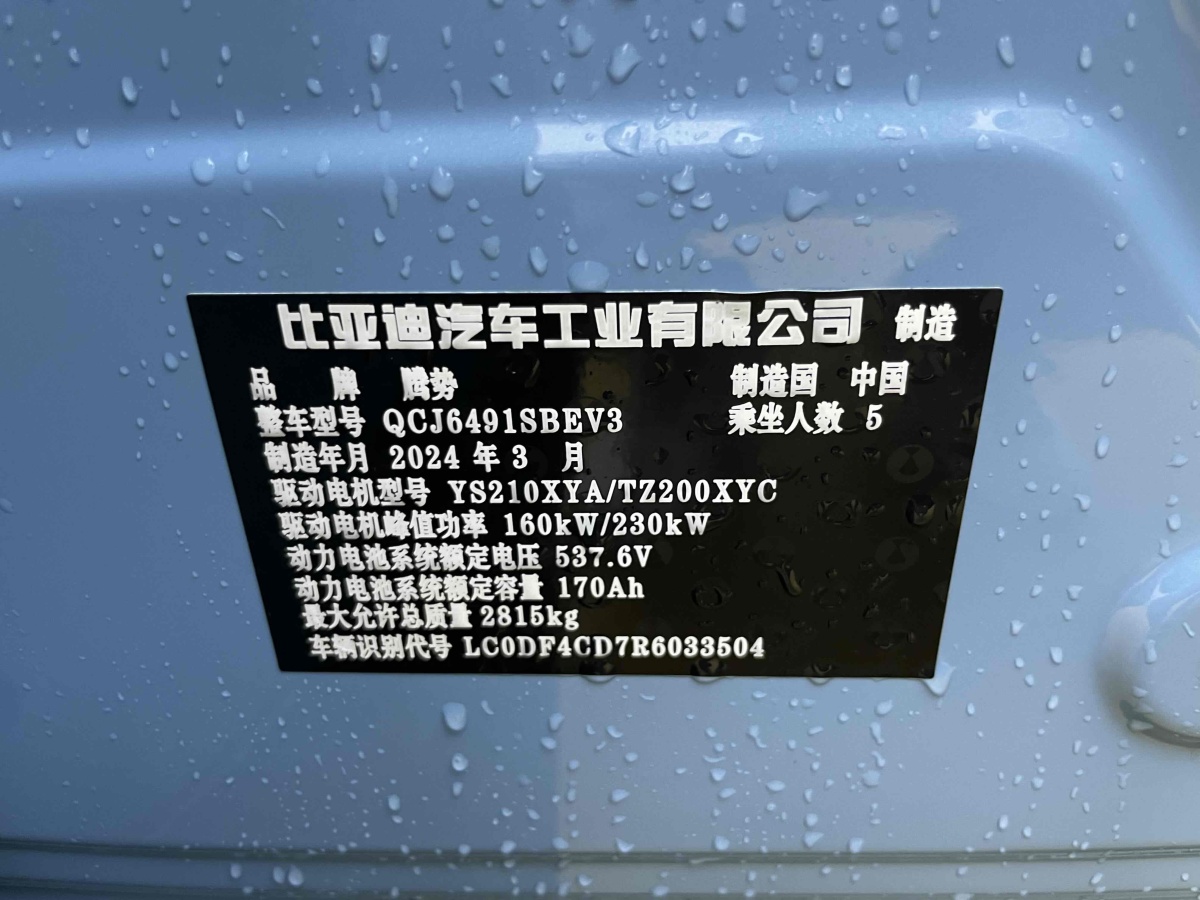 比亚迪汽车工业有限公司 制造
品 牌 腾势 制造国 中国
整车型号 QCJ6491SBEV3 乘坐人数 5
制造年月 2024 年 3 月
驱动电机型号 YS210XYA/TZ200XYC
驱动电机峰值功率 160kW/230kW
动力电池系统额定电压 537.6V
动力电池系统额定容量 170Ah
最大允许总质量 2815kg
车辆识别代号 LC0DF4CD7R6033504